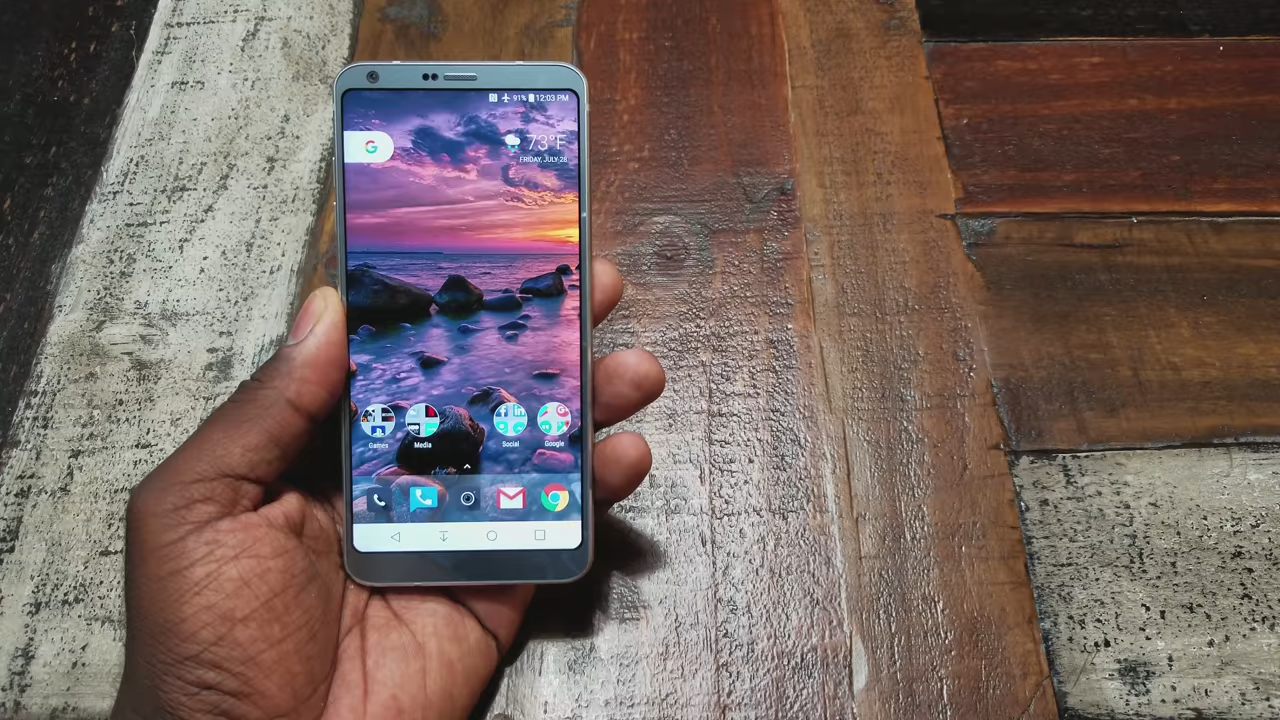 91% 12:03 PM
G
73°F
FRIDAY, JULY 28
Games
Media
Social
Google